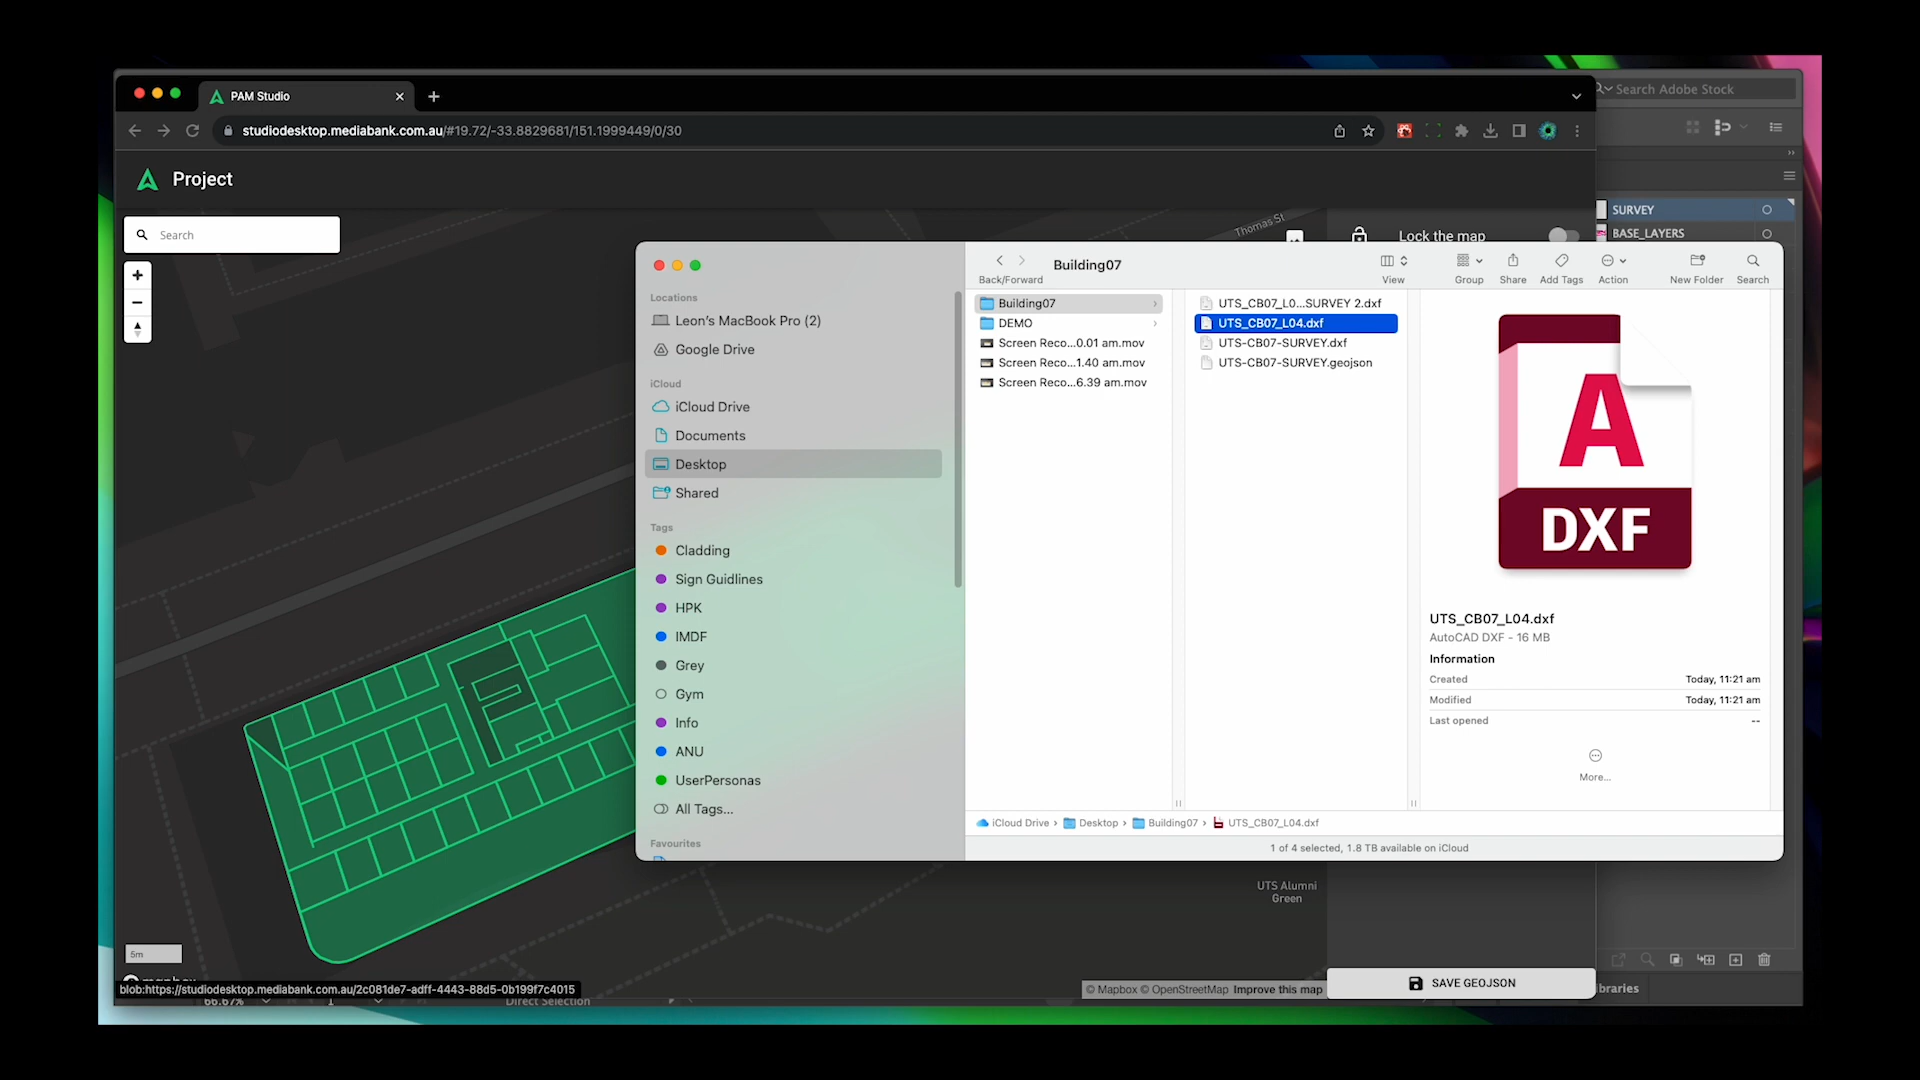 PAM Studio
Search Adobe Stock
studiodesktop.mediabank.com.au/#19.72/-33.8829681/151.1999449/0/30
Project
Search
Thomas St
Lock the map
SURVEY
BASE_LAYERS
Back/Forward
Building07
View
Group
Share
Add Tags
Action
New Folder
Search
Locations
Leon's MacBook Pro (2)
Google Drive
iCloud
iCloud Drive
Documents
Desktop
Shared
Tags
Cladding
Sign Guidlines
HPK
IMDF
Grey
Gym
Info
ANU
UserPersonas
All Tags...
Favourites
Building07
DEMO
Screen Reco...0.01 am.mov
Screen Reco...1.40 am.mov
Screen Reco...6.39 am.mov
UTS_CB07_L0...SURVEY 2.dxf
UTS_CB07_L04.dxf
UTS-CB07-SURVEY.dxf
UTS-CB07-SURVEY.geojson
A
DXF
UTS_CB07_L04.dxf
AutoCAD DXF - 16 MB
Information
Created Today, 11:21 am
Modified Today, 11:21 am
Last opened --
More...
iCloud Drive › Desktop › Building07 › UTS_CB07_L04.dxf
1 of 4 selected, 1.8 TB available on iCloud
UTS Alumni
Green
5m
blob:https://studiodesktop.mediabank.com.au/2c081de7-adff-4443-88d5-0b199f7c4015
© Mapbox © OpenStreetMap Improve this map
SAVE GEOJSON
66.67%
1
Direct Selection